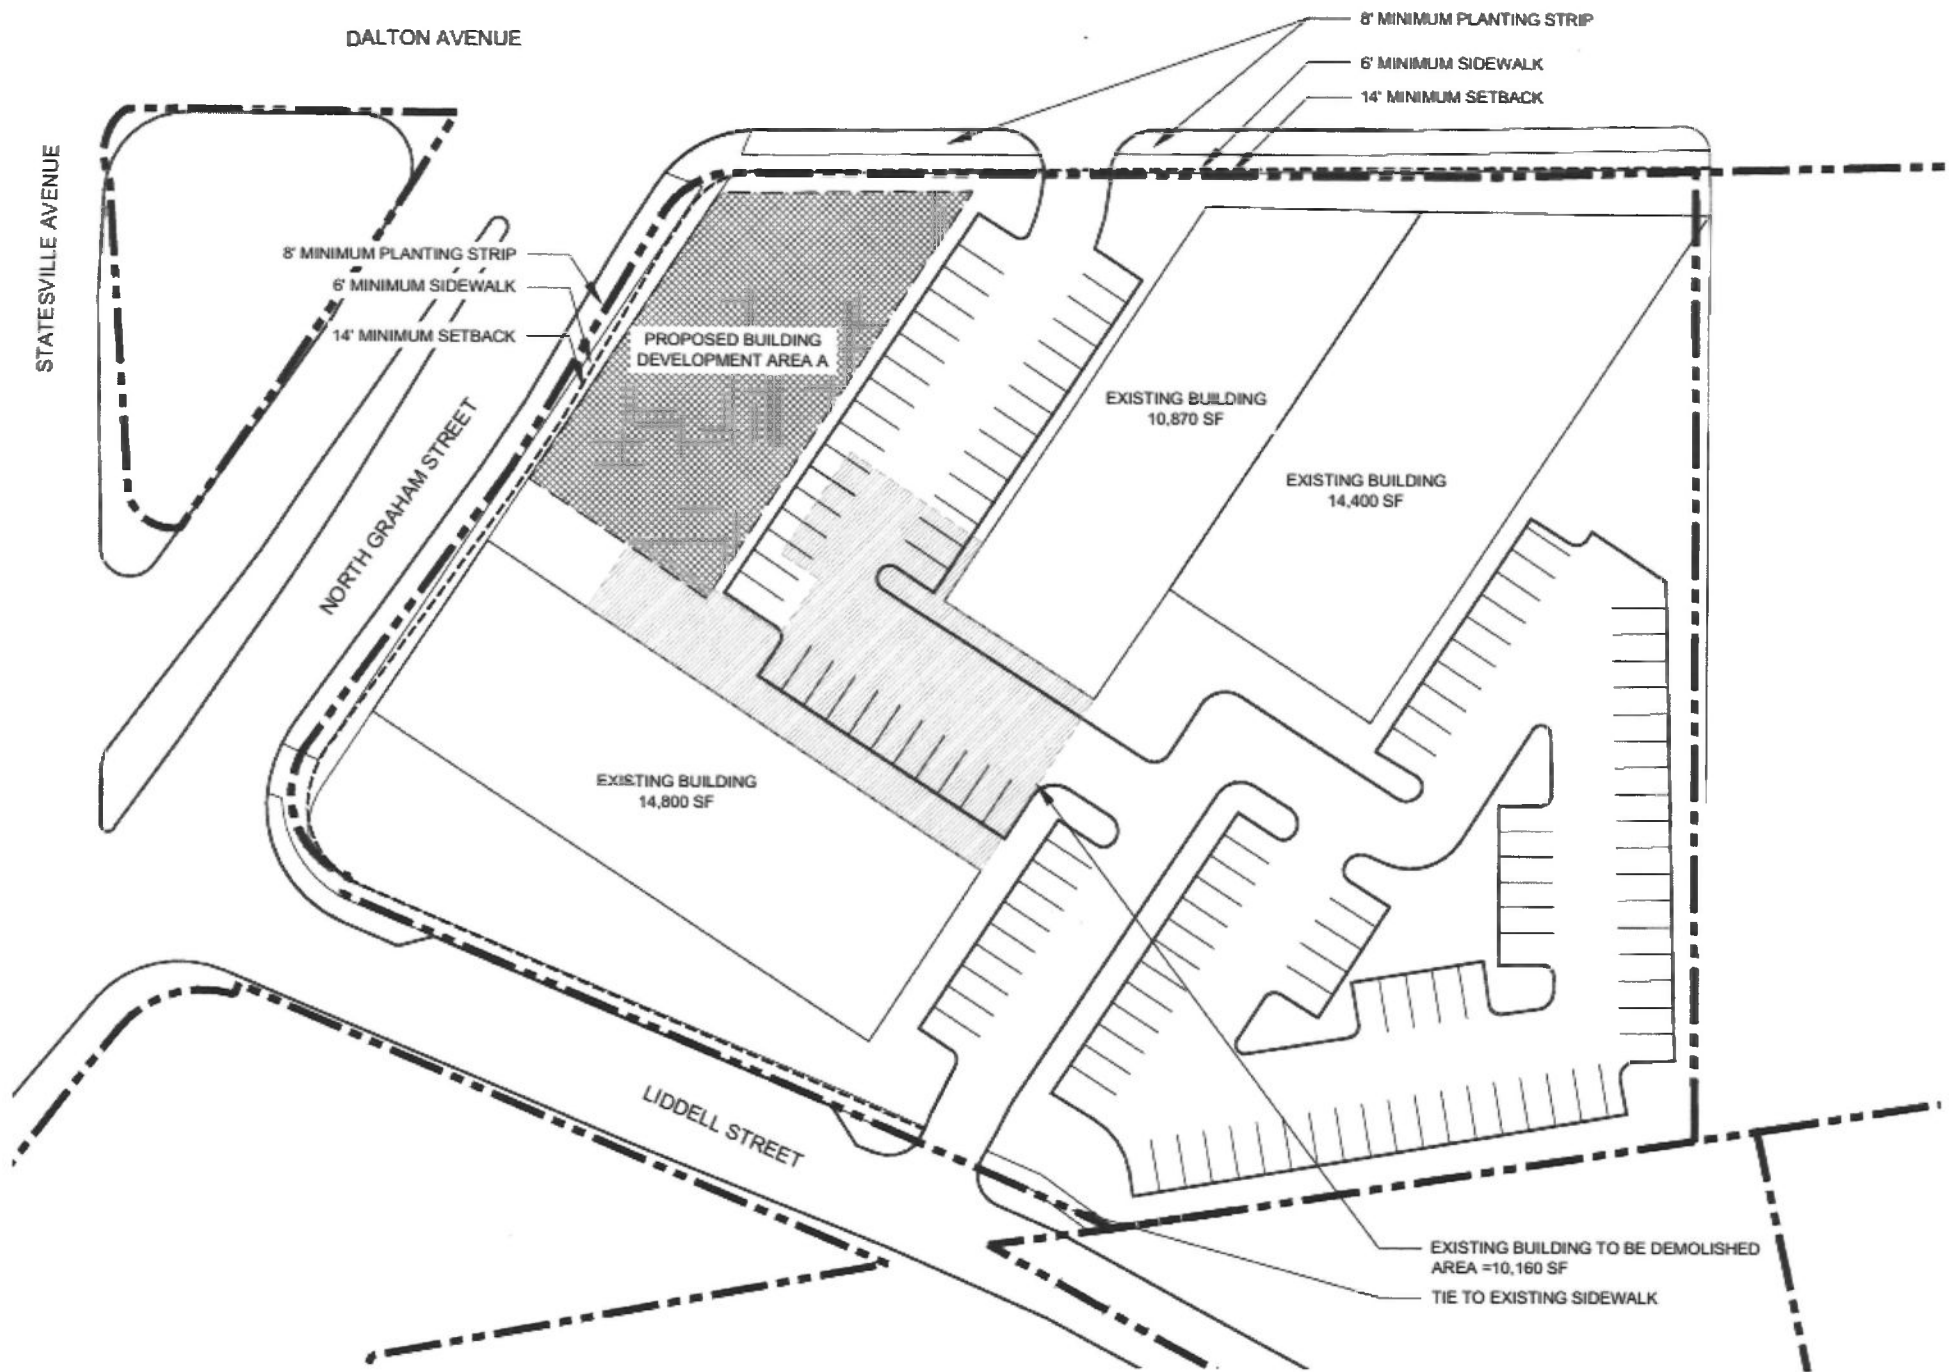 DALTON AVENUE
8' MINIMUM PLANTING STRIP
6' MINIMUM SIDEWALK
14' MINIMUM SETBACK
STATESVILLE AVENUE
8' MINIMUM PLANTING STRIP
6' MINIMUM SIDEWALK
14' MINIMUM SETBACK
PROPOSED BUILDING
DEVELOPMENT AREA A
NORTH GRAHAM STREET
EXISTING BUILDING
10,870 SF
EXISTING BUILDING
14,400 SF
EXISTING BUILDING
14,800 SF
LIDDELL STREET
EXISTING BUILDING TO BE DEMOLISHED
AREA =10,160 SF
TIE TO EXISTING SIDEWALK